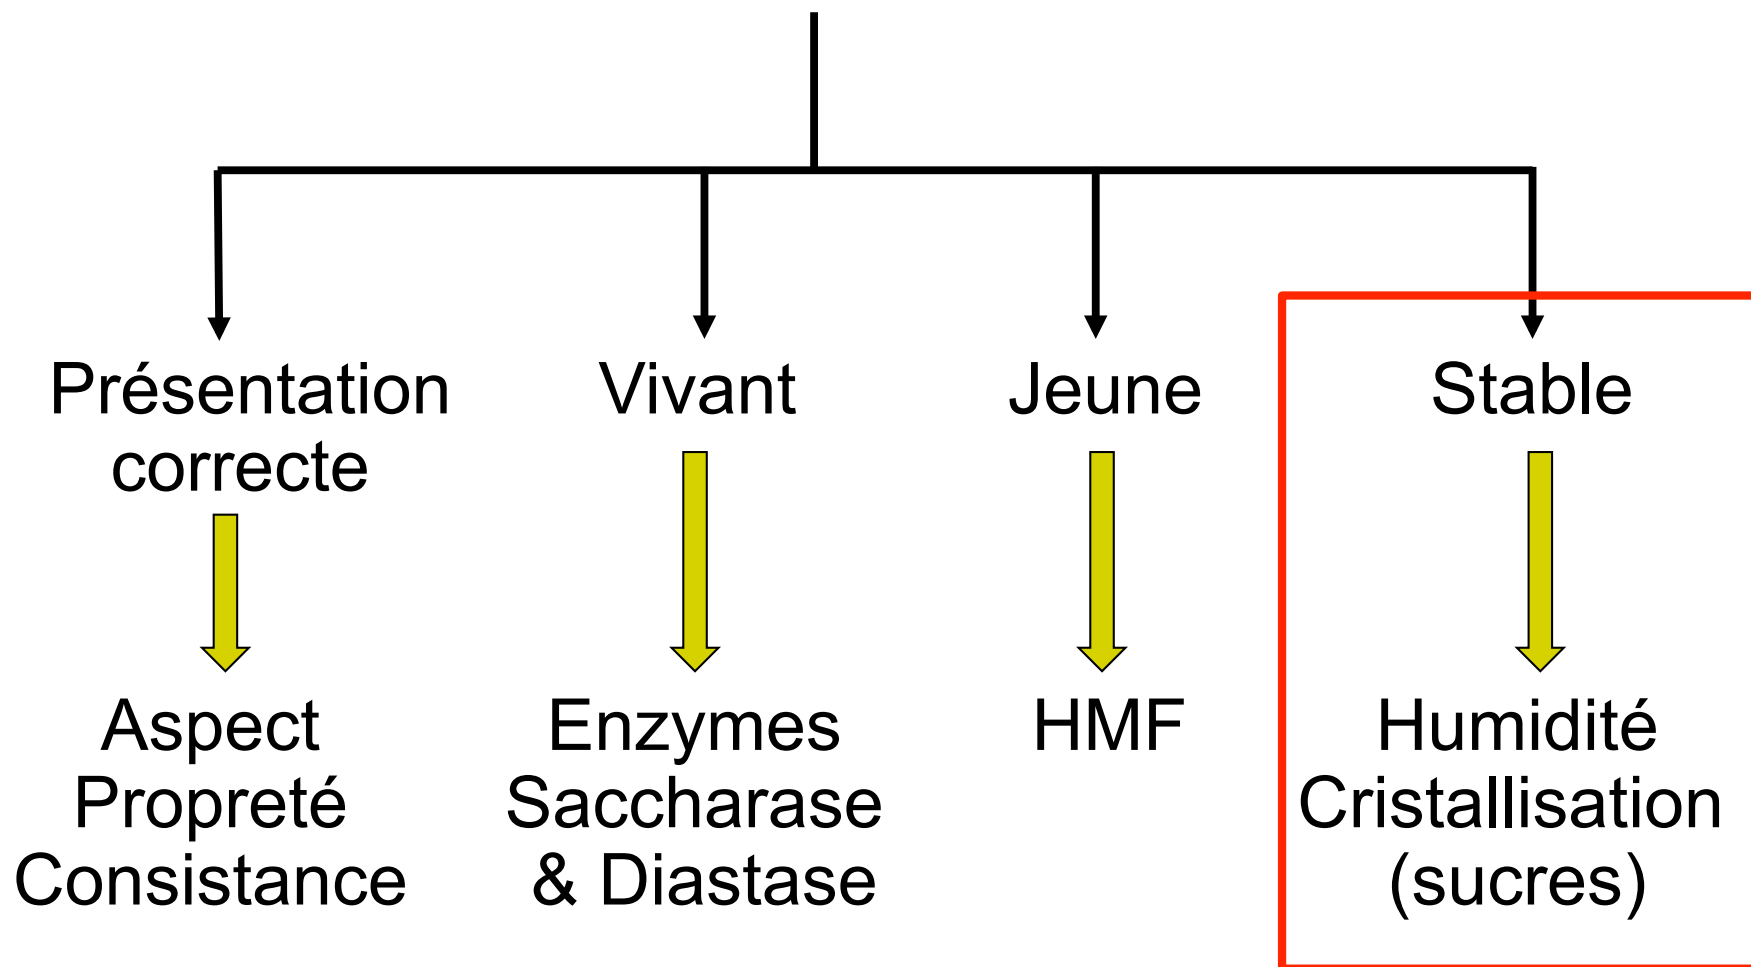 Présentation
correcte
Vivant
Jeune
Stable
Aspect
Propreté
Consistance
Enzymes
Saccharase
& Diastase
HMF
Humidité
Cristallisation
(sucres)